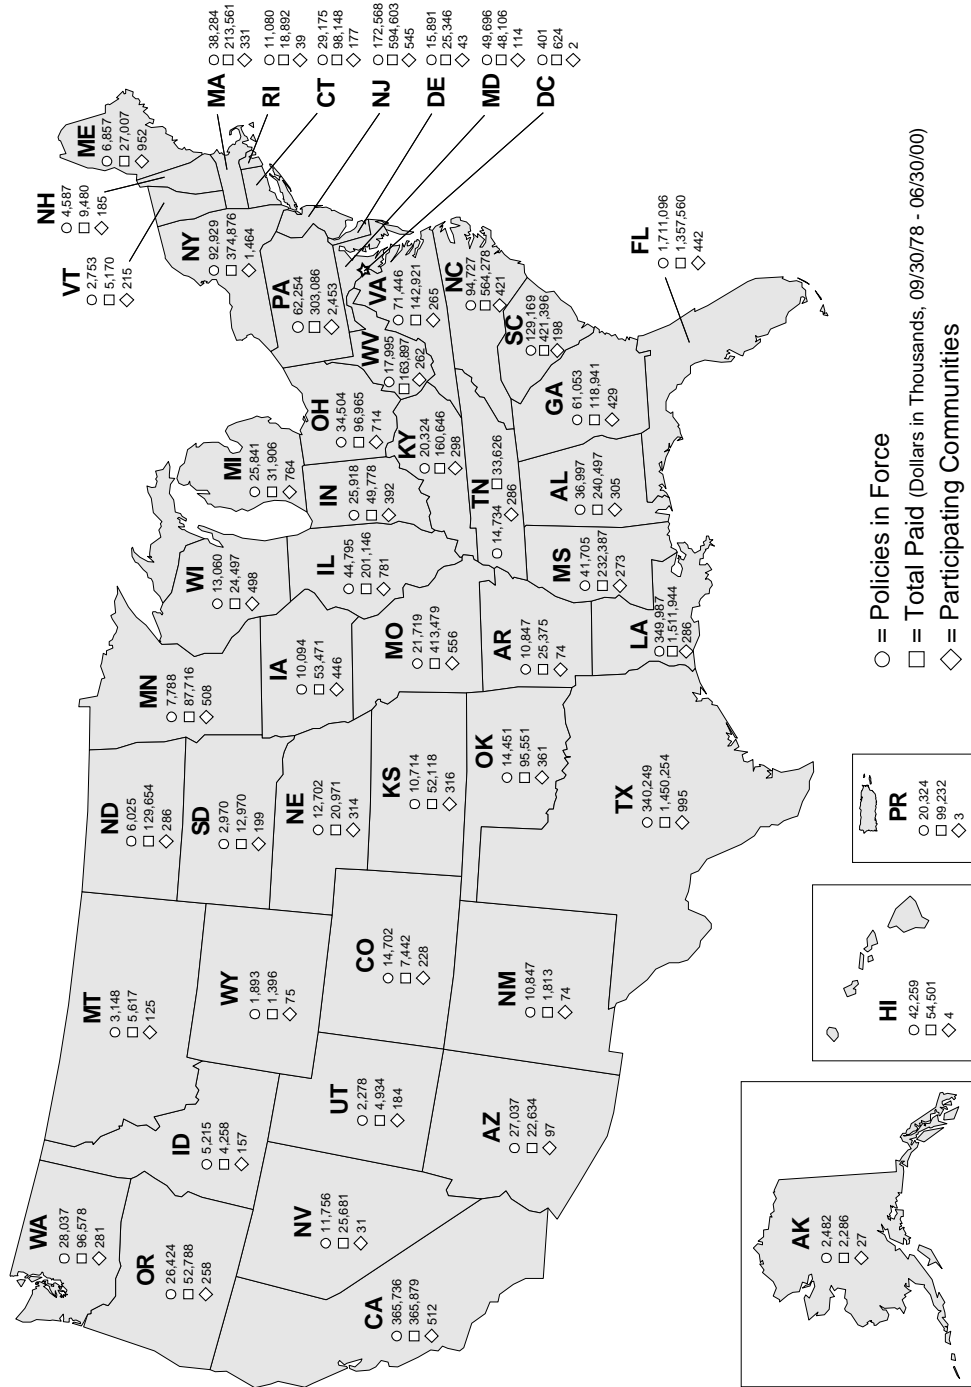 WA
○ 28,037
□ 96,578
◇ 281
OR
○ 26,424
□ 52,788
◇ 258
CA
○ 365,736
□ 365,879
◇ 512
NV
○ 11,756
□ 25,681
◇ 31
ID
○ 5,215
□ 4,258
◇ 157
MT
○ 3,148
□ 5,617
◇ 125
WY
○ 1,893
□ 1,396
◇ 75
UT
○ 2,278
□ 4,934
◇ 184
AZ
○ 27,037
□ 22,634
◇ 97
CO
○ 14,702
□ 7,442
◇ 228
NM
○ 10,847
□ 1,813
◇ 74
ND
○ 6,025
□ 129,654
◇ 286
SD
○ 2,970
□ 12,970
◇ 199
NE
○ 12,702
□ 20,971
◇ 314
KS
○ 10,714
□ 52,118
◇ 316
OK
○ 14,451
□ 95,551
◇ 361
TX
○ 340,249
□ 1,450,254
◇ 995
MN
○ 7,788
□ 87,716
◇ 508
IA
○ 10,094
□ 53,471
◇ 446
MO
○ 21,719
□ 413,479
◇ 556
AR
○ 10,847
□ 25,375
◇ 74
LA
○ 349,987
□ 1,511,944
◇ 286
WI
○ 13,060
□ 24,497
◇ 498
IL
○ 44,795
□ 201,146
◇ 781
MI
○ 25,841
□ 31,906
◇ 764
IN
○ 25,918
□ 49,778
◇ 392
OH
○ 34,504
□ 96,965
◇ 714
KY
○ 20,324
□ 160,646
◇ 298
TN
○ 14,734 □ 33,626
◇ 286
MS
○ 41,705
□ 232,387
◇ 273
AL
○ 36,997
□ 240,497
◇ 305
GA
○ 61,053
□ 118,941
◇ 429
FL
○ 1,711,096
□ 1,357,560
◇ 442
SC
○ 129,169
□ 421,396
◇ 198
NC
○ 94,727
□ 564,278
◇ 421
VA
○ 71,446
□ 142,921
◇ 265
WV
○ 17,995
□ 163,897
◇ 262
PA
○ 62,254
□ 303,086
◇ 2,453
NY
○ 92,929
□ 374,876
◇ 1,464
VT
○ 2,753
□ 5,170
◇ 215
NH
○ 4,587
□ 9,480
◇ 185
ME
○ 6,857
□ 27,007
◇ 952
MA
○ 38,284
□ 213,561
◇ 331
RI
○ 11,080
□ 18,892
◇ 39
CT
○ 29,175
□ 98,148
◇ 177
NJ
○ 172,568
□ 594,603
◇ 545
DE
○ 15,891
□ 25,346
◇ 43
MD
○ 49,696
□ 48,106
◇ 114
DC
○ 401
□ 624
◇ 2
AK
○ 2,482
□ 2,286
◇ 27
HI
○ 42,259
□ 54,501
◇ 4
PR
○ 20,324
□ 99,232
◇ 3
○ = Policies in Force
□ = Total Paid (Dollars in Thousands, 09/30/78 - 06/30/00)
◇ = Participating Communities